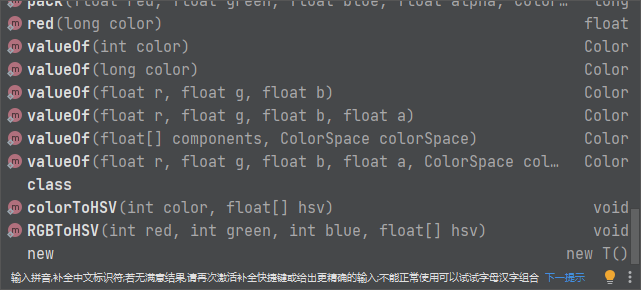 pack(float red, float green, float blue, float alpha, Color… long
red(long color) float
valueOf(int color) Color
valueOf(long color) Color
valueOf(float r, float g, float b) Color
valueOf(float r, float g, float b, float a) Color
valueOf(float[] components, ColorSpace colorSpace) Color
valueOf(float r, float g, float b, float a, ColorSpace col… Color
class
colorToHSV(int color, float[] hsv) void
RGBToHSV(int red, int green, int blue, float[] hsv) void
new new T()
输入拼音,补全中文标识符;若无满意结果,请再次激活补全快捷键或给出更精确的输入;不能正常使用可以试试字母汉字组合 下一提示